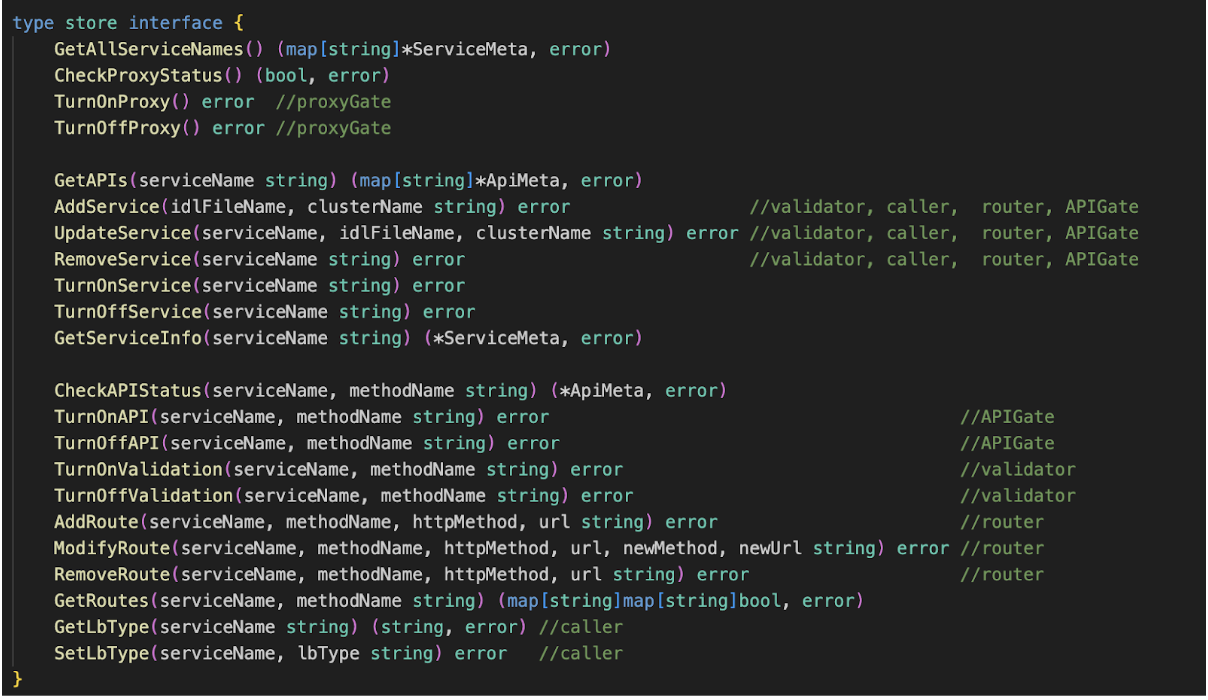 type store interface {
    GetAllServiceNames() (map[string]*ServiceMeta, error)
    CheckProxyStatus() (bool, error)
    TurnOnProxy() error  //proxyGate
    TurnOffProxy() error //proxyGate

    GetAPIs(serviceName string) (map[string]*ApiMeta, error)
    AddService(idlFileName, clusterName string) error                 //validator, caller,  router, APIGate
    UpdateService(serviceName, idlFileName, clusterName string) error //validator, caller,  router, APIGate
    RemoveService(serviceName string) error                           //validator, caller,  router, APIGate
    TurnOnService(serviceName string) error
    TurnOffService(serviceName string) error
    GetServiceInfo(serviceName string) (*ServiceMeta, error)

    CheckAPIStatus(serviceName, methodName string) (*ApiMeta, error)
    TurnOnAPI(serviceName, methodName string) error                                       //APIGate
    TurnOffAPI(serviceName, methodName string) error                                      //APIGate
    TurnOnValidation(serviceName, methodName string) error                                //validator
    TurnOffValidation(serviceName, methodName string) error                               //validator
    AddRoute(serviceName, methodName, httpMethod, url string) error                       //router
    ModifyRoute(serviceName, methodName, httpMethod, url, newMethod, newUrl string) error //router
    RemoveRoute(serviceName, methodName, httpMethod, url string) error                    //router
    GetRoutes(serviceName, methodName string) (map[string]map[string]bool, error)
    GetLbType(serviceName string) (string, error) //caller
    SetLbType(serviceName, lbType string) error   //caller
}